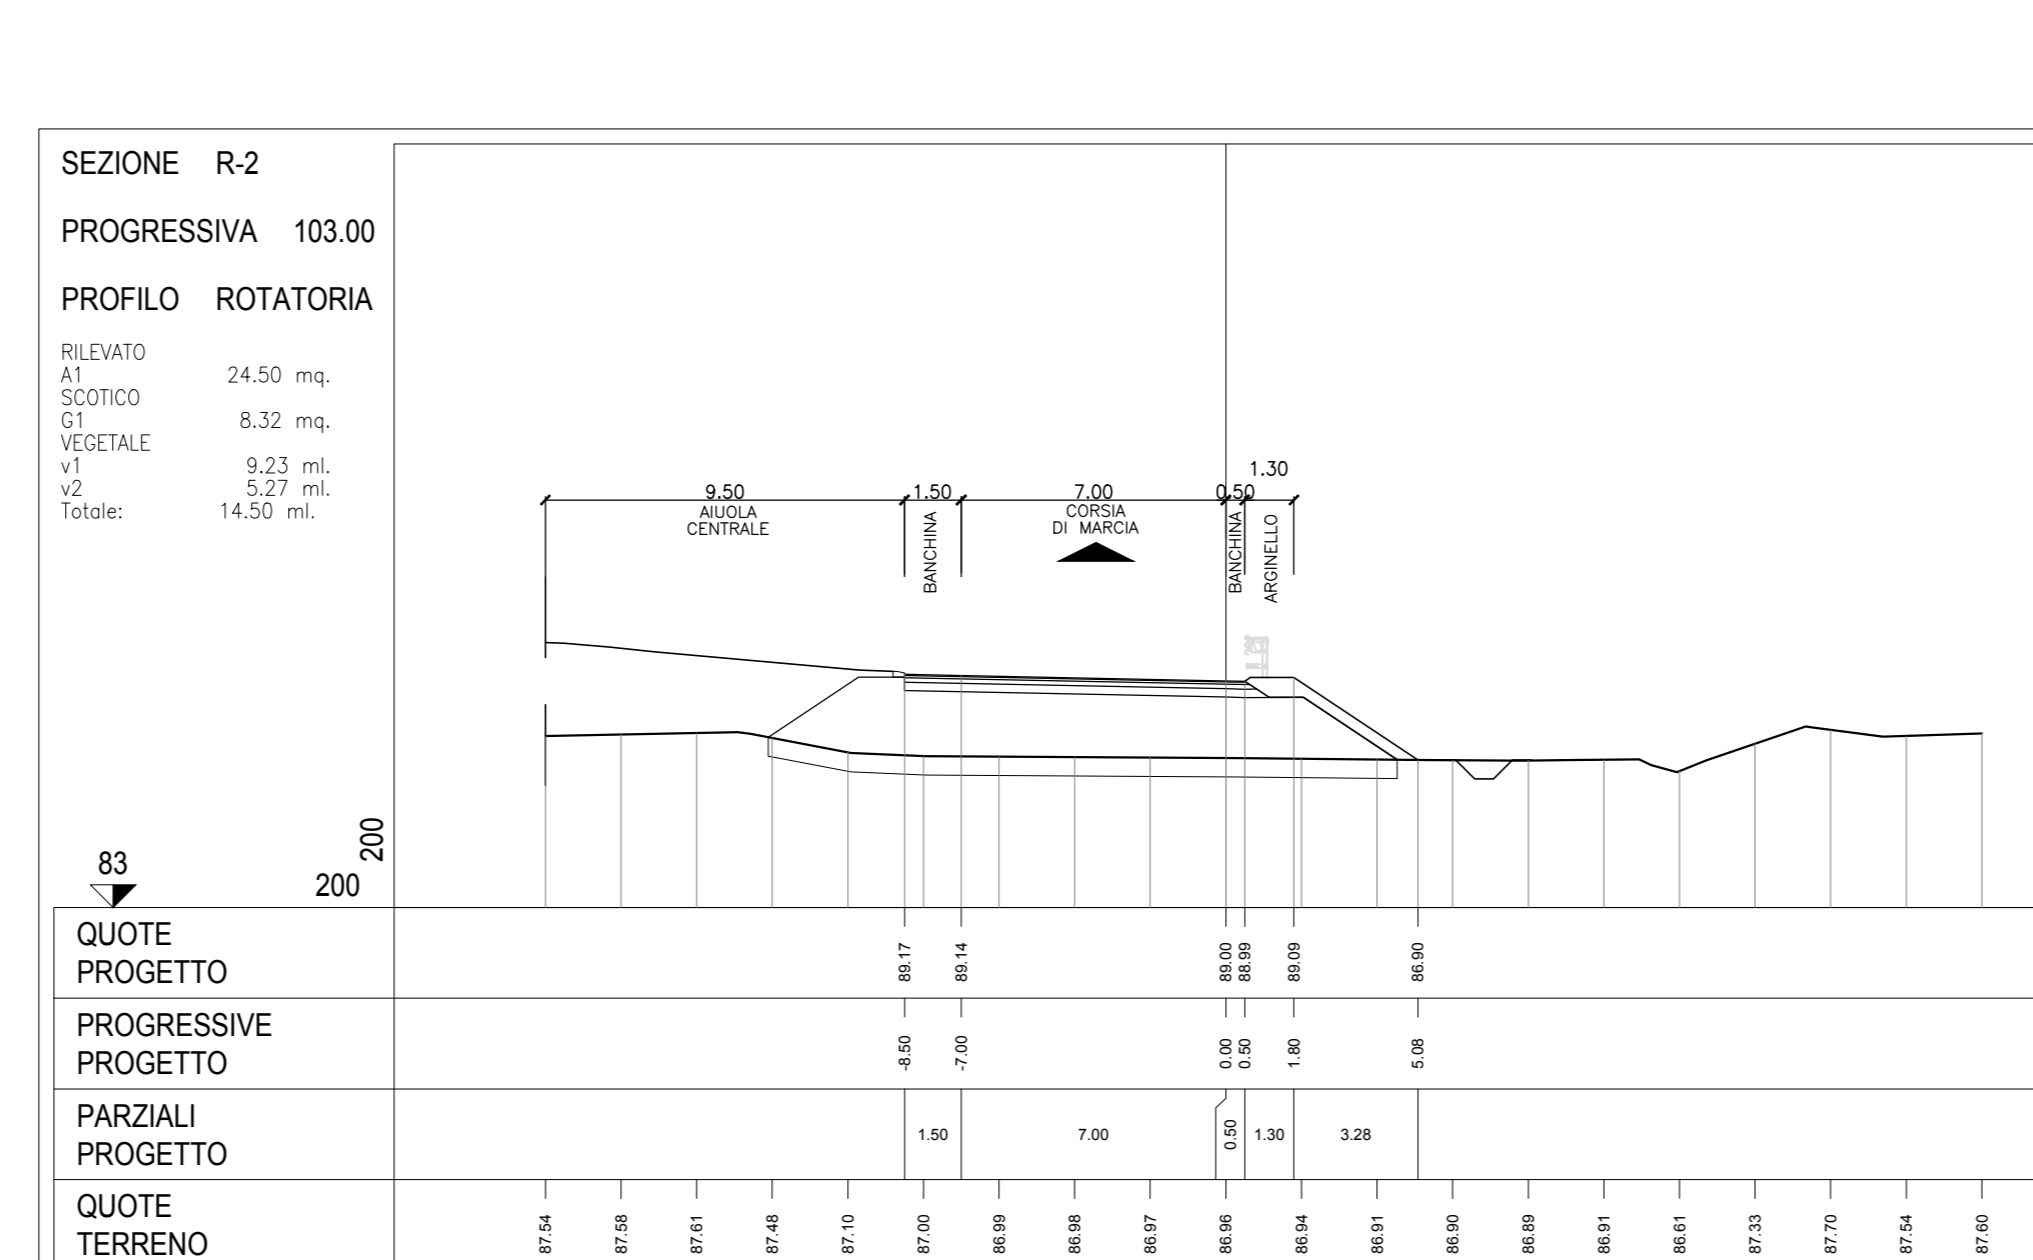 SEZIONE R-2
PROGRESSIVA 103.00
PROFILO ROTATORIA
RILEVATO
A1 24.50 mq.
SCOTICO
G1 8.32 mq.
VEGETALE
v1 9.23 ml.
v2 5.27 ml.
Totale: 14.50 ml.
1.30
9.50 1.50 7.00 0.50
AIUOLA
CENTRALE
BANCHINA
CORSIA
DI MARCIA
BANCHINA
ARGINELLO
200
83
200
QUOTE
PROGETTO
89.17 89.14 89.00 88.99 89.09 86.90
PROGRESSIVE
PROGETTO
-8.50 -7.00 0.00 0.50 1.80 5.08
PARZIALI
PROGETTO
1.50 7.00 0.50 1.30 3.28
QUOTE
TERRENO
87.54 87.58 87.61 87.48 87.10 87.00 86.99 86.98 86.97 86.96 86.94 86.91 86.90 86.89 86.91 86.61 87.33 87.70 87.54 87.60